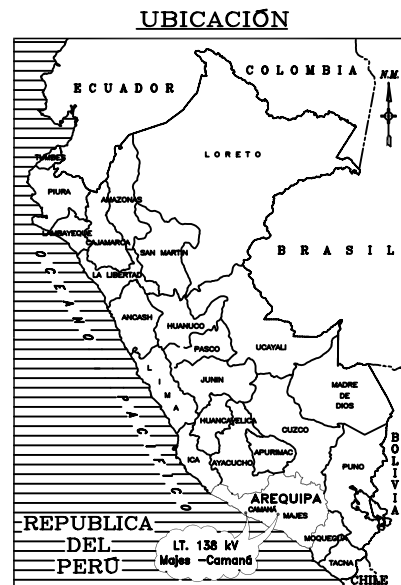 UBICACIÓN
ECUADOR
COLOMBIA
N.M.
LORETO
TUMBES
PIURA
AMAZONAS
LAMBAYEQUE
CAJAMARCA
SAN MARTIN
BRASIL
LA LIBERTAD
ANCASH
HUANUCO
PASCO
UCAYALI
OCEANO PACIFICO
LIMA
JUNIN
MADRE
DE
DIOS
HUANCAVELICA
CUZCO
BOLIVIA
ICA
AYACUCHO
APURIMAC
PUNO
AREQUIPA
CAMANÁ
MAJES
REPUBLICA
DEL
PERÚ
MOQUEGUA
LT. 138 kV
Majes -Camaná
TACNA
CHILE